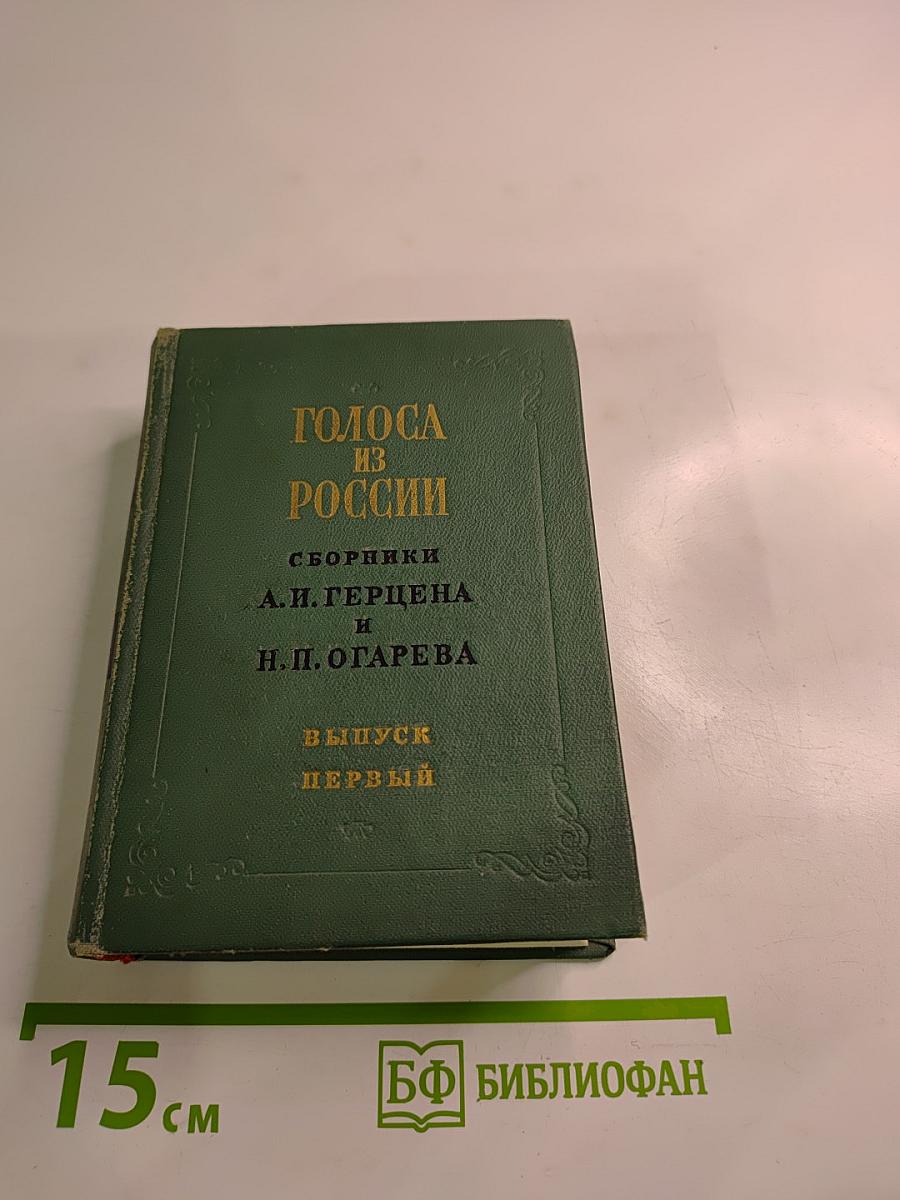 ГОЛОСА
ИЗ
РОССИИ
СБОРНИКИ
А.И.ГЕРЦЕНА
И
Н.П.ОГАРЕВА
ВЫПУСК
ПЕРВЫЙ
15 см
БФ БИБЛИОФАН